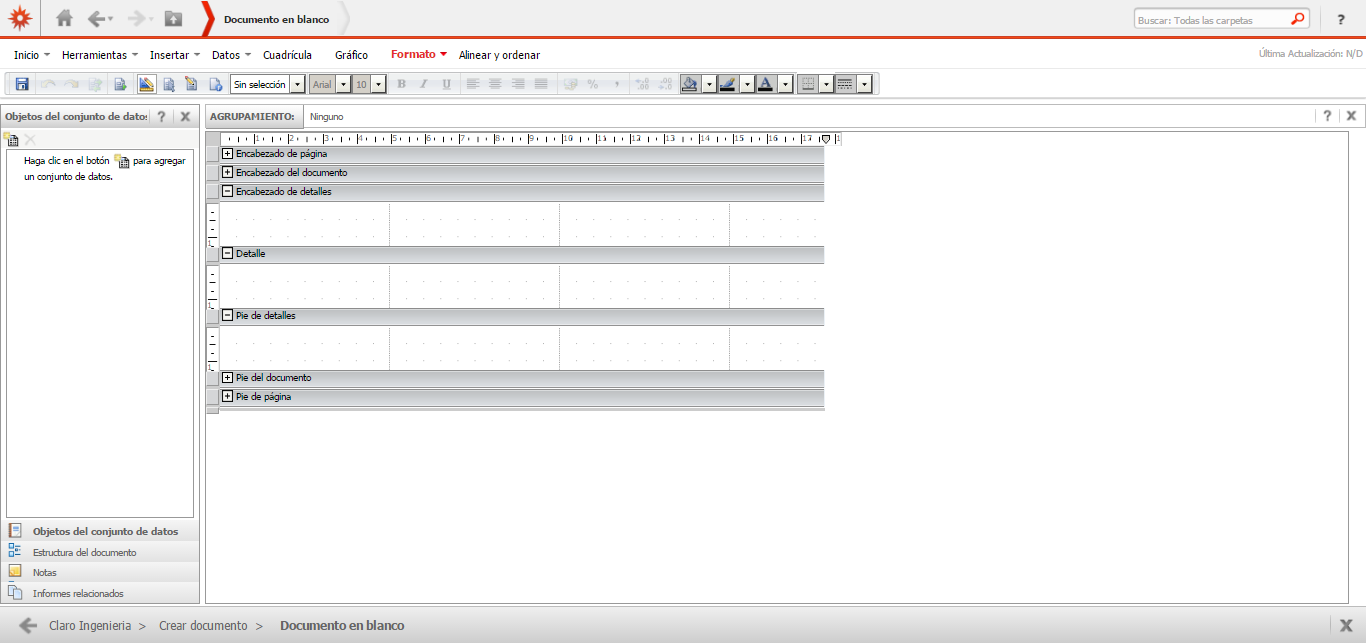 Documento en blanco
Buscar: Todas las carpetas
?
Inicio Herramientas Insertar Datos Cuadrícula Gráfico Formato Alinear y ordenar
Última Actualización: N/D
Sin selección Arial 10 B I U % ,
Objetos del conjunto de datos ?
Haga clic en el botón para agregar
un conjunto de datos.
Objetos del conjunto de datos
Estructura del documento
Notas
Informes relacionados
AGRUPAMIENTO: Ninguno ?
1 2 3 4 5 6 7 8 9 10 11 12 13 14 15 16 17 1
Encabezado de página
Encabezado del documento
Encabezado de detalles
1
Detalle
1
Pie de detalles
1
Pie del documento
Pie de página
Claro Ingenieria > Crear documento > Documento en blanco